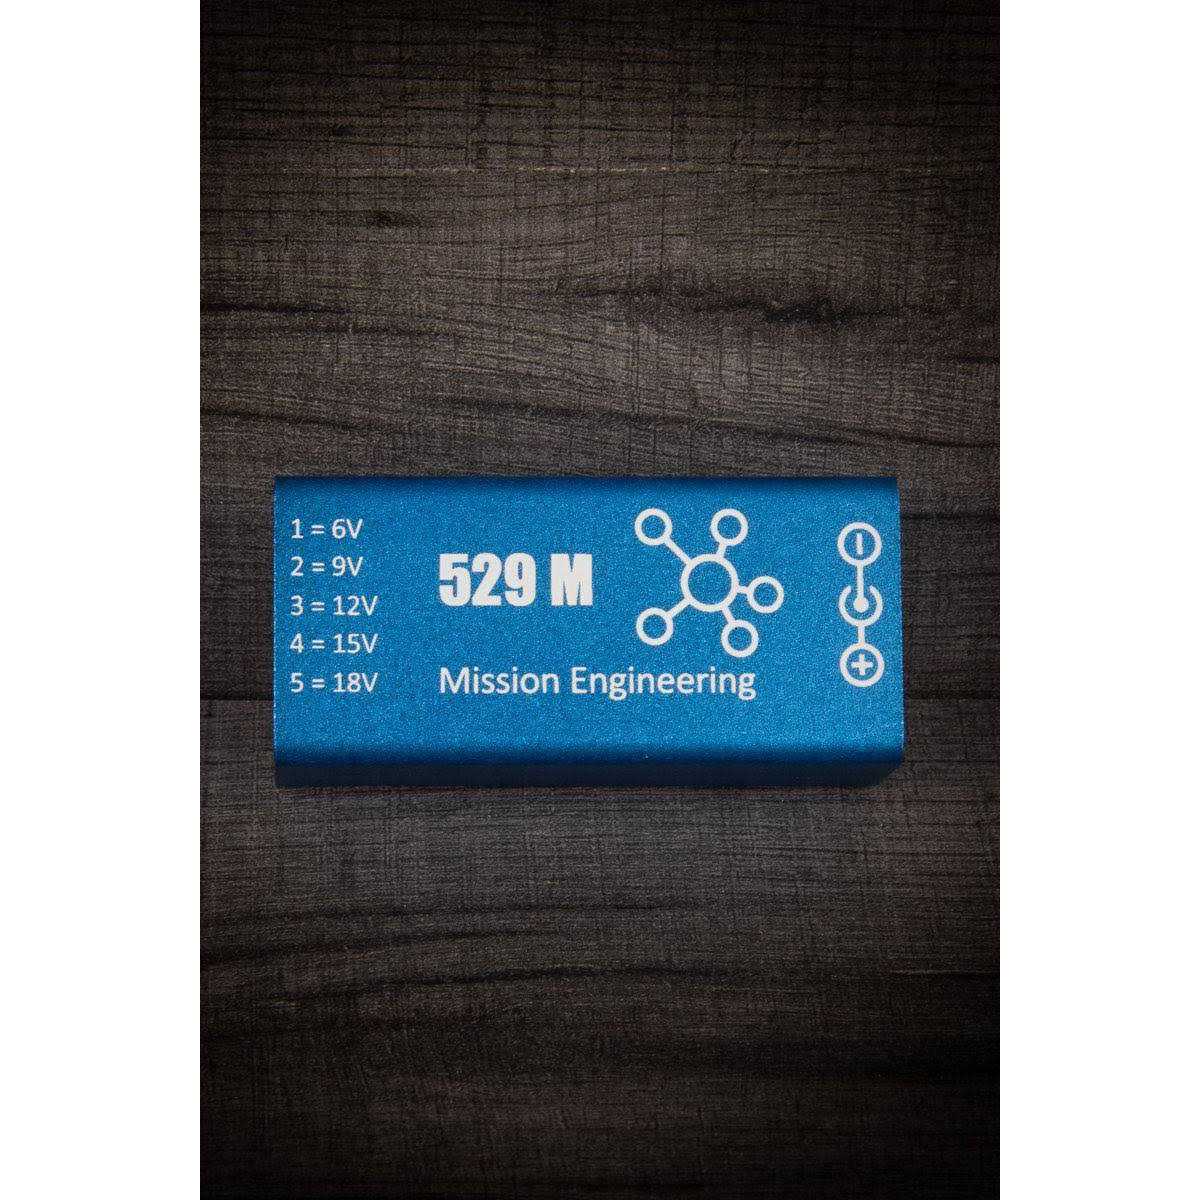 1 = 6V
2 = 9V
3 = 12V
4 = 15V
5 = 18V
529 M
Mission Engineering